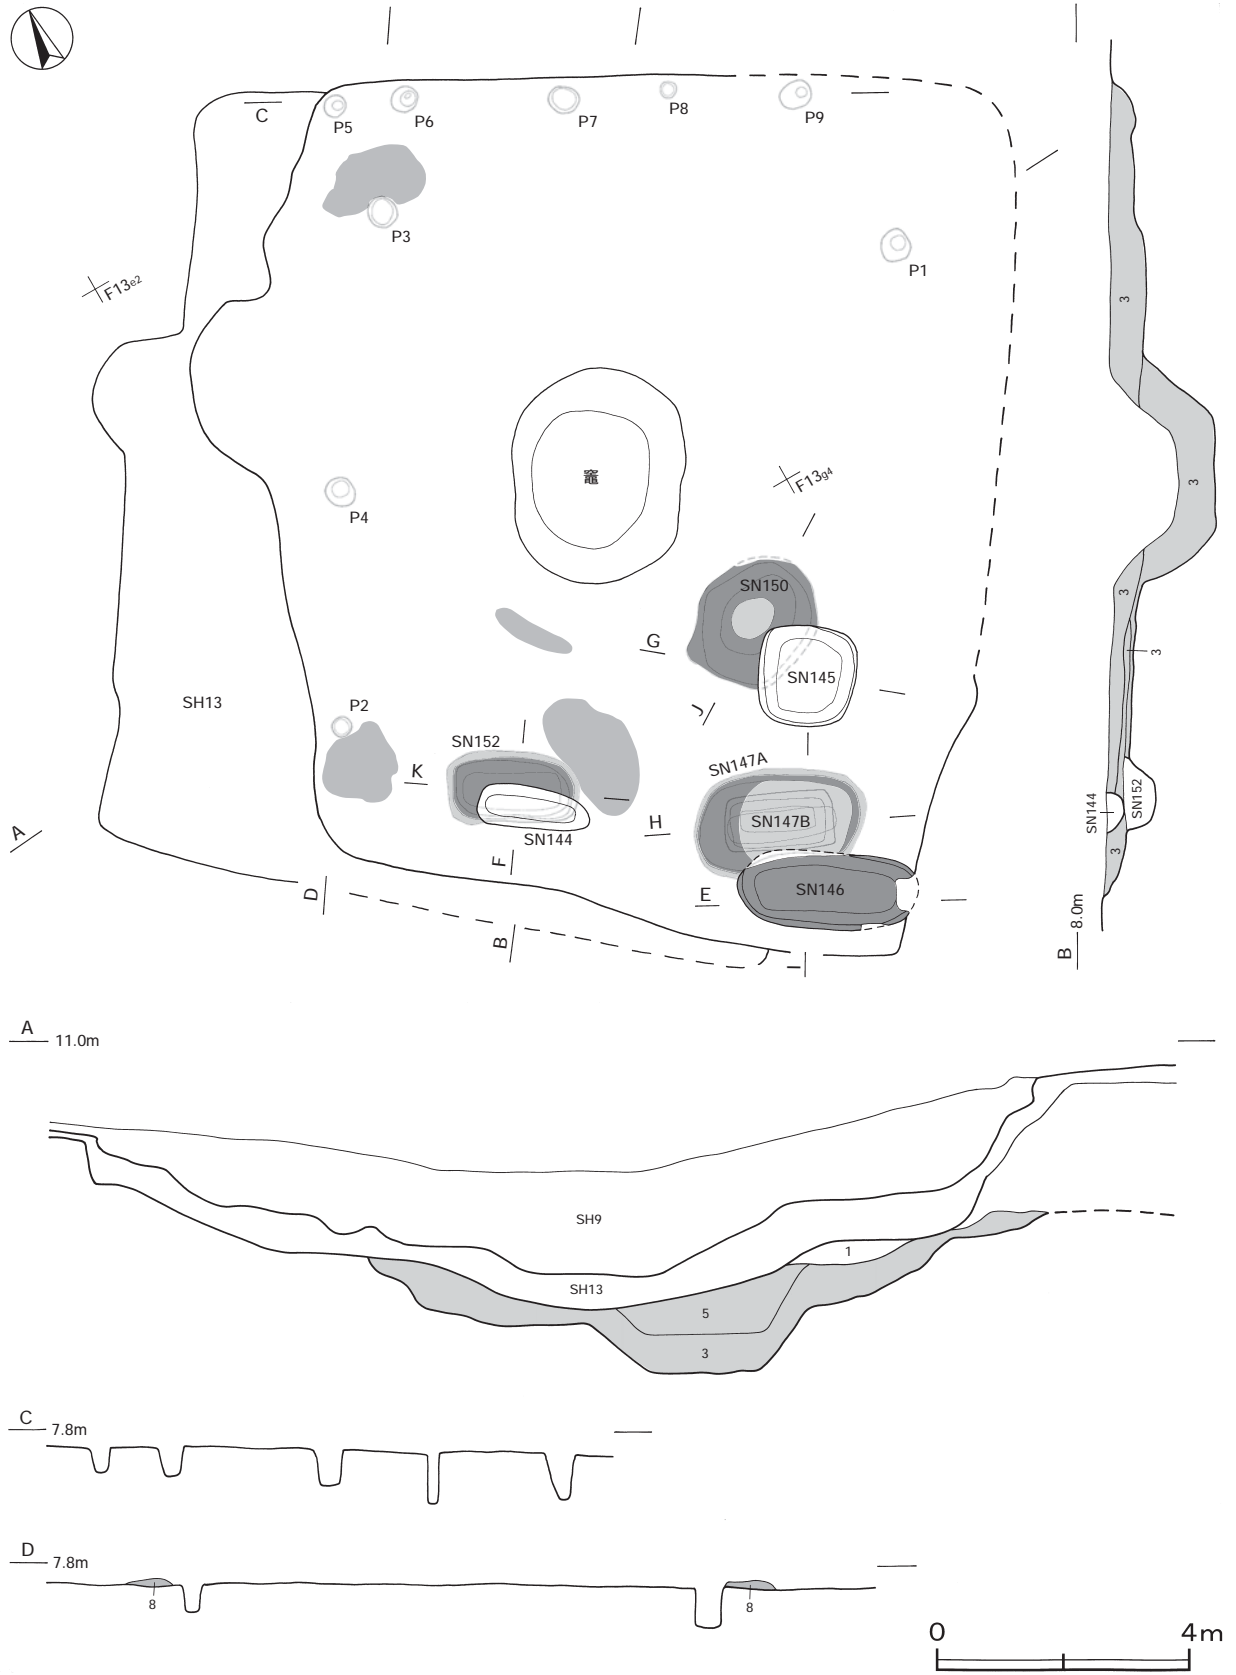 C
P5
P6
P7
P8
P9
P3
P1
F13e2
3
竈
F13g4
3
P4
SN150
3
G
3
SN145
SH13
P2
J
SN152
K
SN147A
SN144
SN152
H
SN147B
A
SN144
F
3
E
SN146
D
B
I
B 8.0m
A 11.0m
SH9
1
SH13
5
3
C 7.8m
D 7.8m
8
8
0 4m